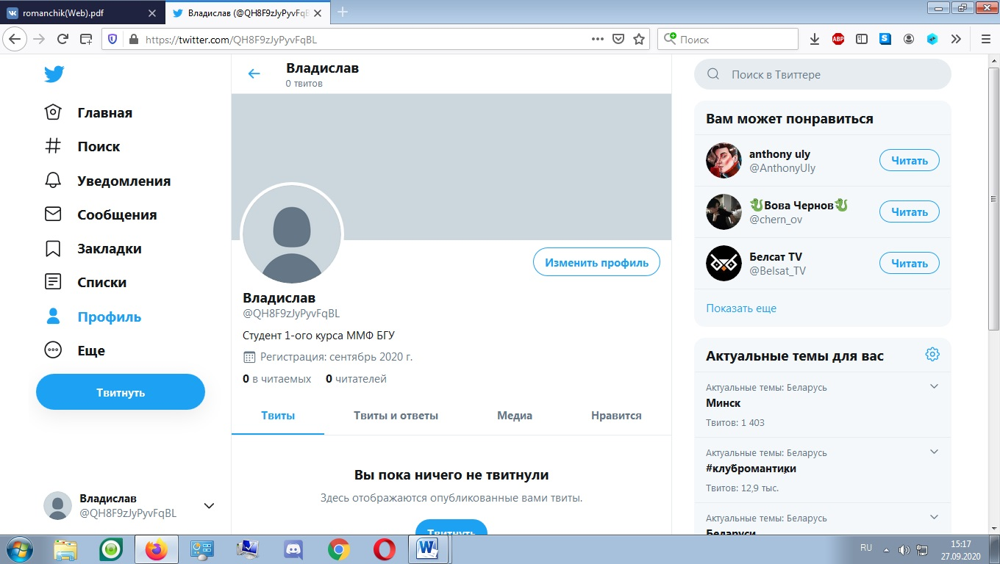 romanchik(Web).pdf
Владислав (@QH8F9zJyPyvFqB
https://twitter.com/QH8F9zJyPyvFqBL
Поиск
Главная
Поиск
Уведомления
Сообщения
Закладки
Списки
Профиль
Еще
Твитнуть
Владислав
@QH8F9zJyPyvFqBL
Владислав
0 твитов
Изменить профиль
Владислав
@QH8F9zJyPyvFqBL
Студент 1-ого курса ММФ БГУ
Регистрация: сентябрь 2020 г.
0 в читаемых 0 читателей
Твиты Твиты и ответы Медиа Нравится
Вы пока ничего не твитнули
Здесь отображаются опубликованные вами твиты.
Твитнуть
Поиск в Твиттере
Вам может понравиться
anthony uly
@AnthonyUly
Читать
Вова Чернов
@chern_ov
Читать
Белсат TV
@Belsat_TV
Читать
Показать еще
Актуальные темы для вас
Актуальные темы: Беларусь
Минск
Твитов: 1 403
Актуальные темы: Беларусь
#клубромантики
Твитов: 12,9 тыс.
Актуальные темы: Беларусь
Беларуси
RU
15:17
27.09.2020
ABP